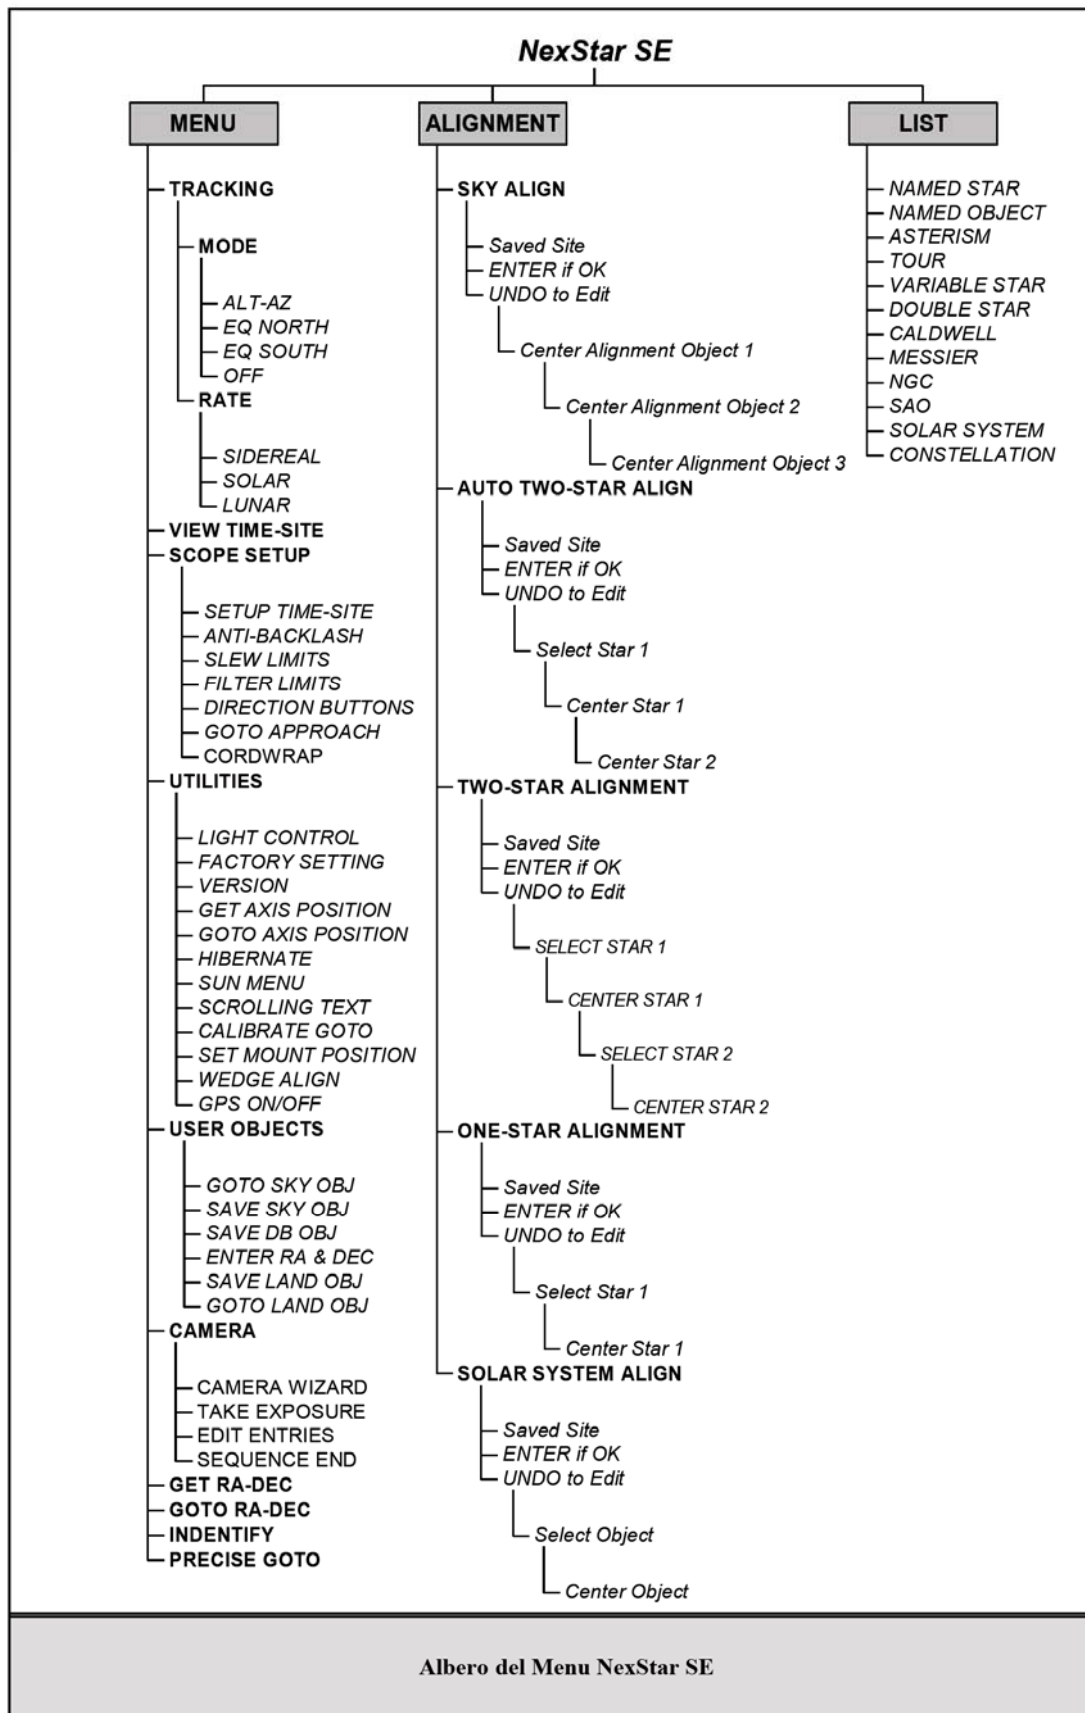 NexStar SE
MENU
TRACKING
MODE
ALT-AZ
EQ NORTH
EQ SOUTH
OFF
RATE
SIDEREAL
SOLAR
LUNAR
VIEW TIME-SITE
SCOPE SETUP
SETUP TIME-SITE
ANTI-BACKLASH
SLEW LIMITS
FILTER LIMITS
DIRECTION BUTTONS
GOTO APPROACH
CORDWRAP
UTILITIES
LIGHT CONTROL
FACTORY SETTING
VERSION
GET AXIS POSITION
GOTO AXIS POSITION
HIBERNATE
SUN MENU
SCROLLING TEXT
CALIBRATE GOTO
SET MOUNT POSITION
WEDGE ALIGN
GPS ON/OFF
USER OBJECTS
GOTO SKY OBJ
SAVE SKY OBJ
SAVE DB OBJ
ENTER RA & DEC
SAVE LAND OBJ
GOTO LAND OBJ
CAMERA
CAMERA WIZARD
TAKE EXPOSURE
EDIT ENTRIES
SEQUENCE END
GET RA-DEC
GOTO RA-DEC
INDENTIFY
PRECISE GOTO
ALIGNMENT
SKY ALIGN
Saved Site
ENTER if OK
UNDO to Edit
Center Alignment Object 1
Center Alignment Object 2
Center Alignment Object 3
AUTO TWO-STAR ALIGN
Saved Site
ENTER if OK
UNDO to Edit
Select Star 1
Center Star 1
Center Star 2
TWO-STAR ALIGNMENT
Saved Site
ENTER if OK
UNDO to Edit
SELECT STAR 1
CENTER STAR 1
SELECT STAR 2
CENTER STAR 2
ONE-STAR ALIGNMENT
Saved Site
ENTER if OK
UNDO to Edit
Select Star 1
Center Star 1
SOLAR SYSTEM ALIGN
Saved Site
ENTER if OK
UNDO to Edit
Select Object
Center Object
LIST
NAMED STAR
NAMED OBJECT
ASTERISM
TOUR
VARIABLE STAR
DOUBLE STAR
CALDWELL
MESSIER
NGC
SAO
SOLAR SYSTEM
CONSTELLATION
Albero del Menu NexStar SE